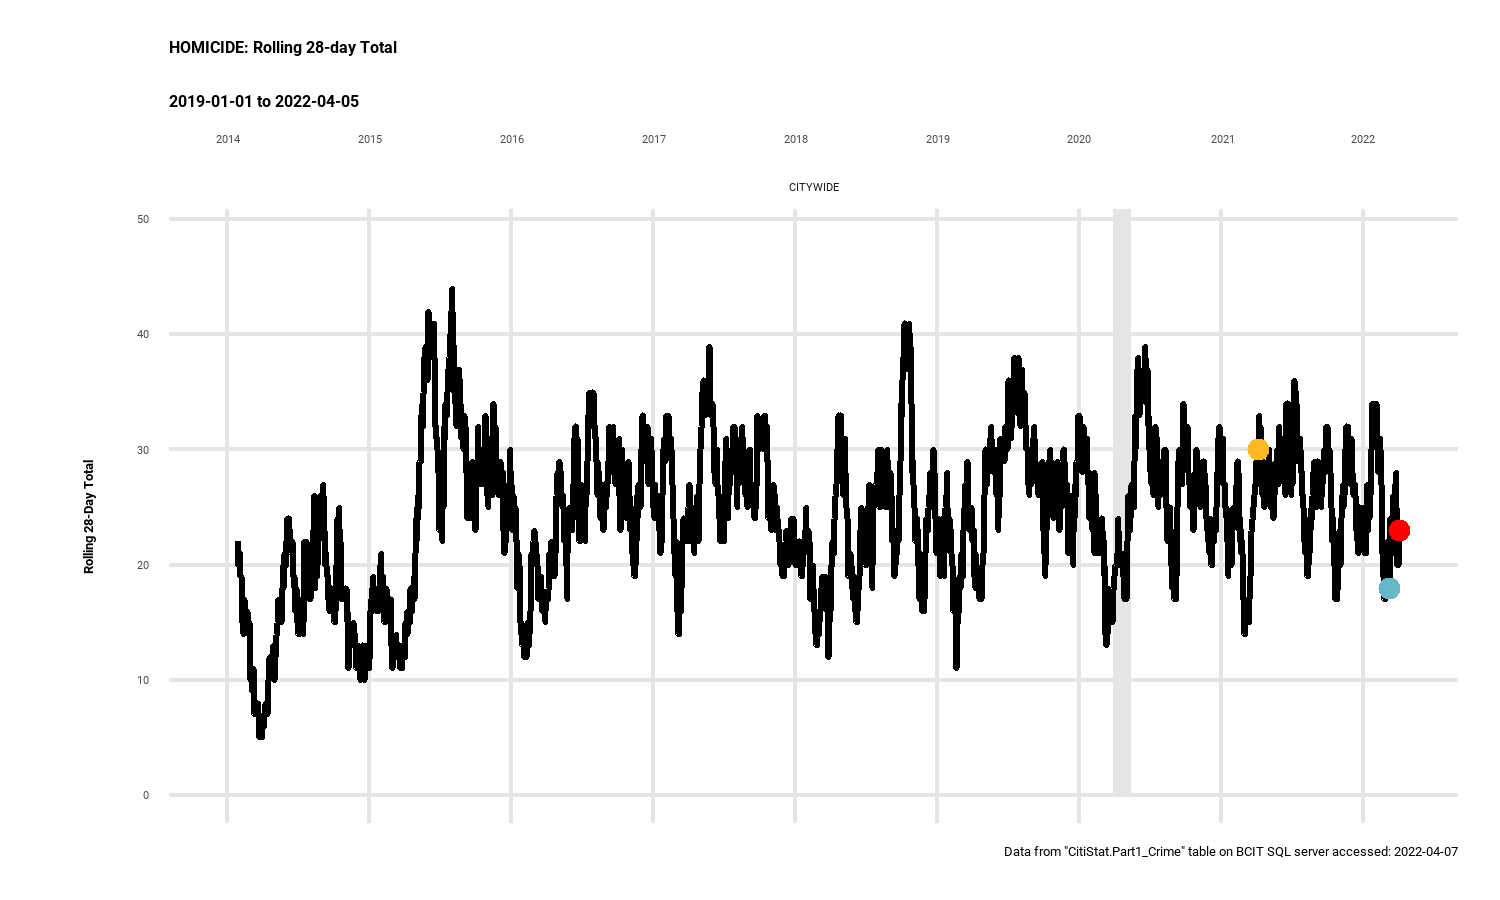 HOMICIDE: Rolling 28-day Total
2019-01-01 to 2022-04-05
2014 2015 2016 2017 2018 2019 2020 2021 2022
CITYWIDE
50
40
30
20
10
0
Rolling 28-Day Total
Data from "CitiStat.Part1_Crime" table on BCIT SQL server accessed: 2022-04-07